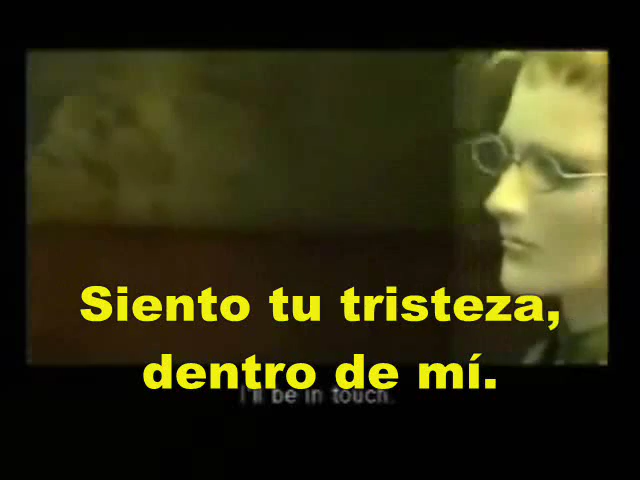 Siento tu tristeza,
dentro de mí.
I'll be in touch.